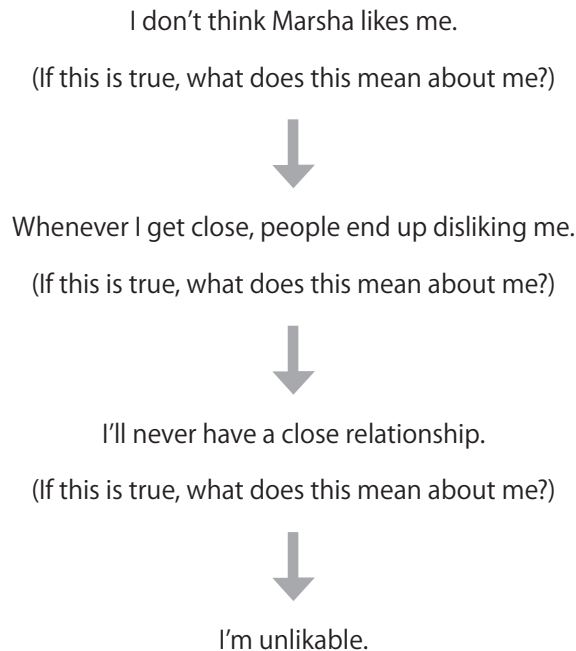 I don’t think Marsha likes me.
(If this is true, what does this mean about me?)
Whenever I get close, people end up disliking me.
(If this is true, what does this mean about me?)
I’ll never have a close relationship.
(If this is true, what does this mean about me?)
I’m unlikable.